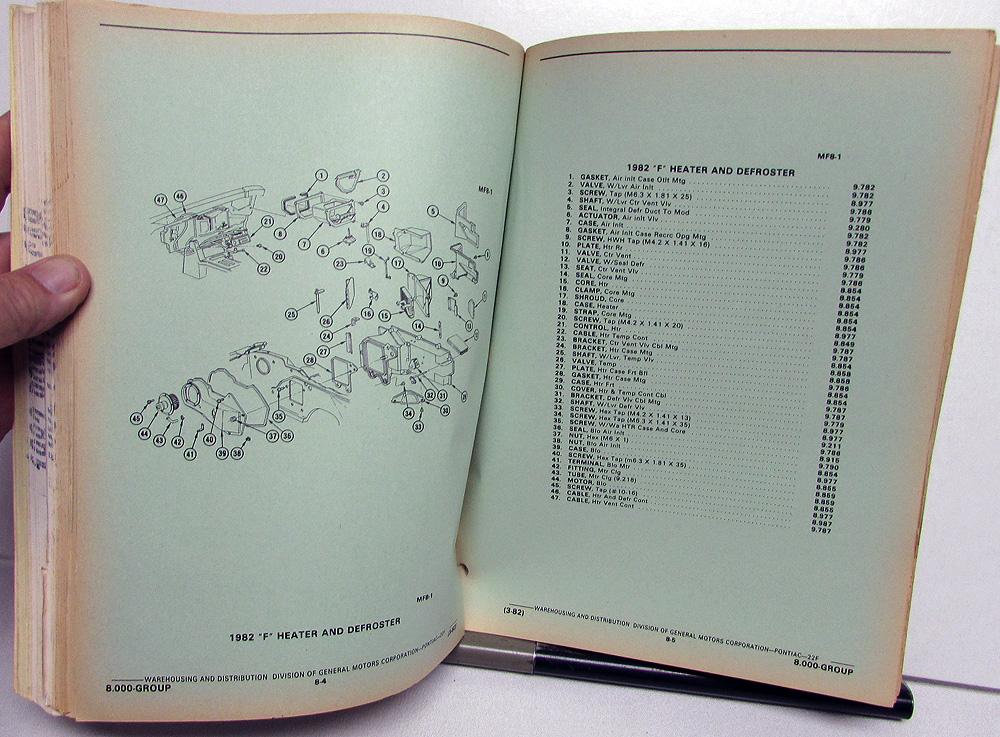 MF8-1
MF8-1
1982 "F" HEATER AND DEFROSTER
WAREHOUSING AND DISTRIBUTION DIVISION OF GENERAL MOTORS CORPORATION—PONTIAC—22F
8-4
8.000-GROUP
MF8-1
1982 "F" HEATER AND DEFROSTER
1. GASKET, Air Inlt Case Otlt Mtg 9.782
2. VALVE, W/Lvr Air Inlt 9.782
3. SCREW, Tap (M6.3 X 1.81 X 25) 8.977
4. SHAFT, W/Lvr Ctr Vent Vlv 9.786
5. SEAL, Integral Defr Duct To Mod 9.779
6. ACTUATOR, Air Inlt Vlv 9.280
7. CASE, Air Inlt 9.782
8. GASKET, Air Inlt Case Recrc Opg Mtg 9.782
9. SCREW, HWH Tap (M4.2 X 1.41 X 16) 8.977
10. PLATE, Htr Rr 9.786
11. VALVE, Ctr Vent 9.786
12. VALVE, W/Seal Defr 9.779
13. SEAT, Ctr Vent Vlv 9.786
14. SEAL, Core Mtg 8.854
15. CORE, Htr 8.854
16. CLAMP, Core Mtg 8.854
17. SHROUD, Core 8.854
18. CASE, Heater 8.854
19. STRAP, Core Mtg 8.854
20. SCREW, Tap (M4.2 X 1.41 X 20) 8.977
21. CONTROL, Htr 8.849
22. CABLE, Htr Temp Cont 9.787
23. BRACKET, Ctr Vent Vlv Cbl Mtg 9.787
24. BRACKET, Htr Case Mtg 8.854
25. SHAFT, W/Lvr, Temp Vlv 8.858
26. VALVE, Temp 8.858
27. PLATE, Htr Case Frt Bfl 9.786
28. GASKET, Htr Case Mtg 8.854
29. CASE, Htr Frt 8.854
30. COVER, Htr & Temp Cont Cbl 9.787
31. BRACKET, Defr Vlv Cbl Mtg 9.787
32. SHAFT, W/Lvr Defr Vlv 9.779
33. SCREW, Hex Tap (M4.2 X 1.41 X 13) 8.977
34. SCREW, Hex Tap (M6.3 X 1.41 X 35) 8.977
35. SCREW, W/Wa HTR Case And Core 9.211
36. SEAL, Blo Air Inlt 9.786
37. NUT, Hex (M6 X 1) 8.915
38. NUT, Blo Air Inlt 9.790
39. CASE, Blo 8.854
40. SCREW, Hex Tap (m6.3 X 1.81 X 35) 8.977
41. TERMINAL, Blo Mtr 8.855
42. FITTING, Mtr Clg 8.859
43. TUBE, Mtr Clg (9.218) 8.859
44. MOTOR, Blo 8.855
45. SCREW, Tap (#10-16) 8.977
46. CABLE, Htr And Defr Cont 8.987
47. CABLE, Htr Vent Cont 9.787
(3-82)
WAREHOUSING AND DISTRIBUTION DIVISION OF GENERAL MOTORS CORPORATION—PONTIAC—22F
8-5
8.000-GROUP